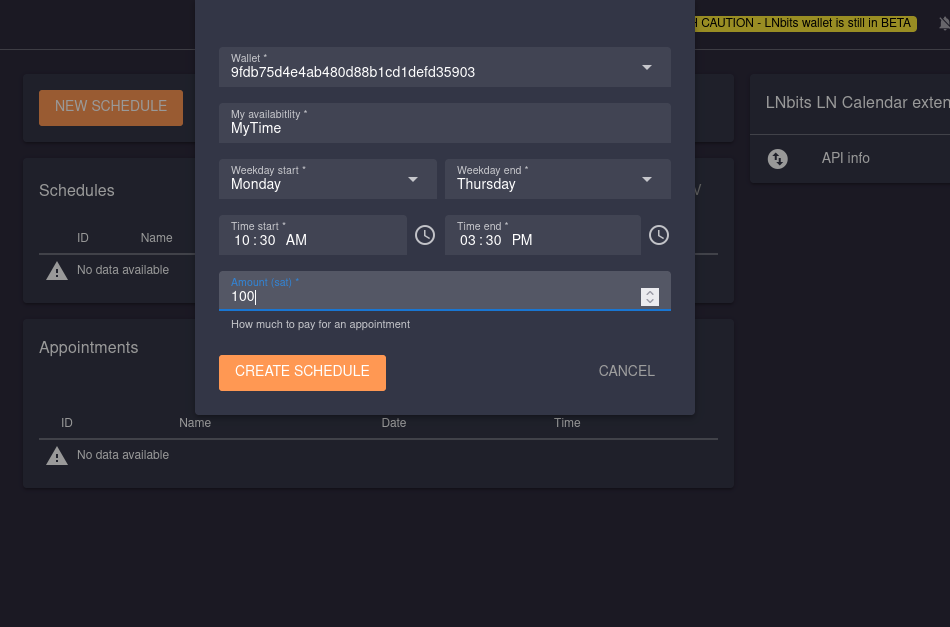 CAUTION - LNbits wallet is still in BETA
Wallet *
9fdb75d4e4ab480d88b1cd1defd35903
NEW SCHEDULE
LNbits LN Calendar exten
My availabitlity *
MyTime
API info
Weekday start *
Monday
Weekday end *
Thursday
Schedules
V
Time start *
10 : 30 AM
Time end *
03 : 30 PM
ID Name
No data available
Amount (sat) *
100
How much to pay for an appointment
Appointments
CREATE SCHEDULE
CANCEL
ID Name Date Time
No data available